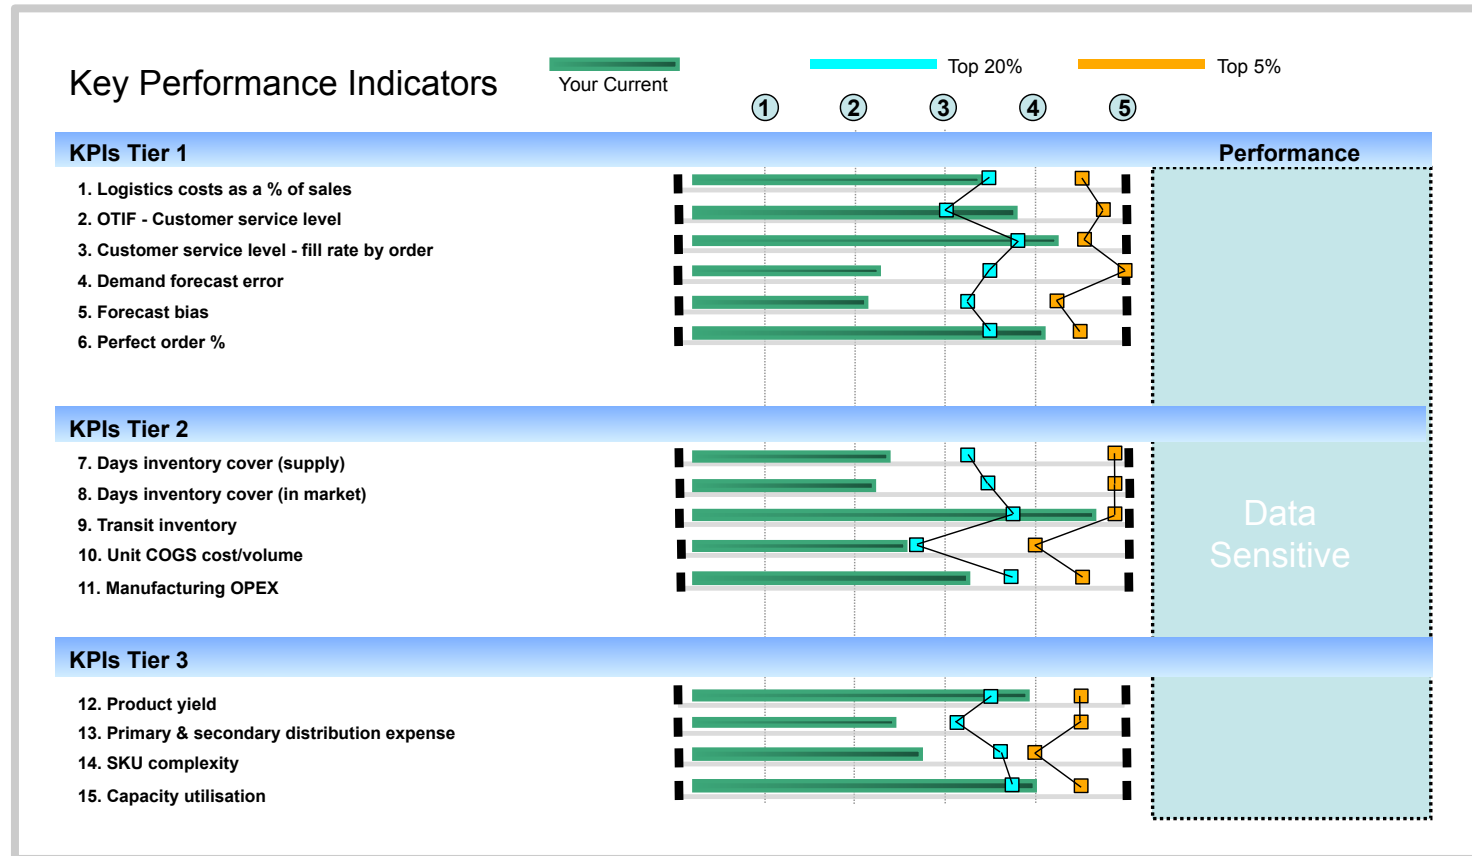 Key Performance Indicators
Your Current
Top 20%
Top 5%
1 2 3 4 5
KPIs Tier 1
Performance
1. Logistics costs as a % of sales
2. OTIF - Customer service level
3. Customer service level - fill rate by order
4. Demand forecast error
5. Forecast bias
6. Perfect order %
KPIs Tier 2
7. Days inventory cover (supply)
8. Days inventory cover (in market)
9. Transit inventory
10. Unit COGS cost/volume
11. Manufacturing OPEX
Data
Sensitive
KPIs Tier 3
12. Product yield
13. Primary & secondary distribution expense
14. SKU complexity
15. Capacity utilisation